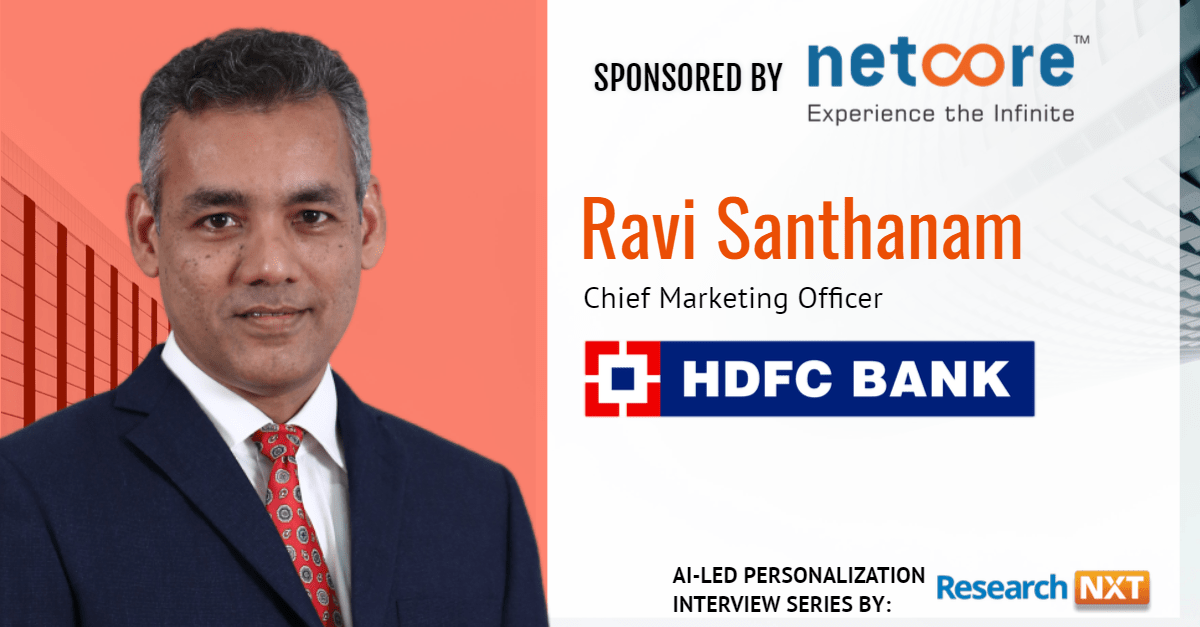 SPONSORED BY
netcore™
Experience the Infinite
Ravi Santhanam
Chief Marketing Officer
HDFC BANK
AI-LED PERSONALIZATION
INTERVIEW SERIES BY:
Research NXT